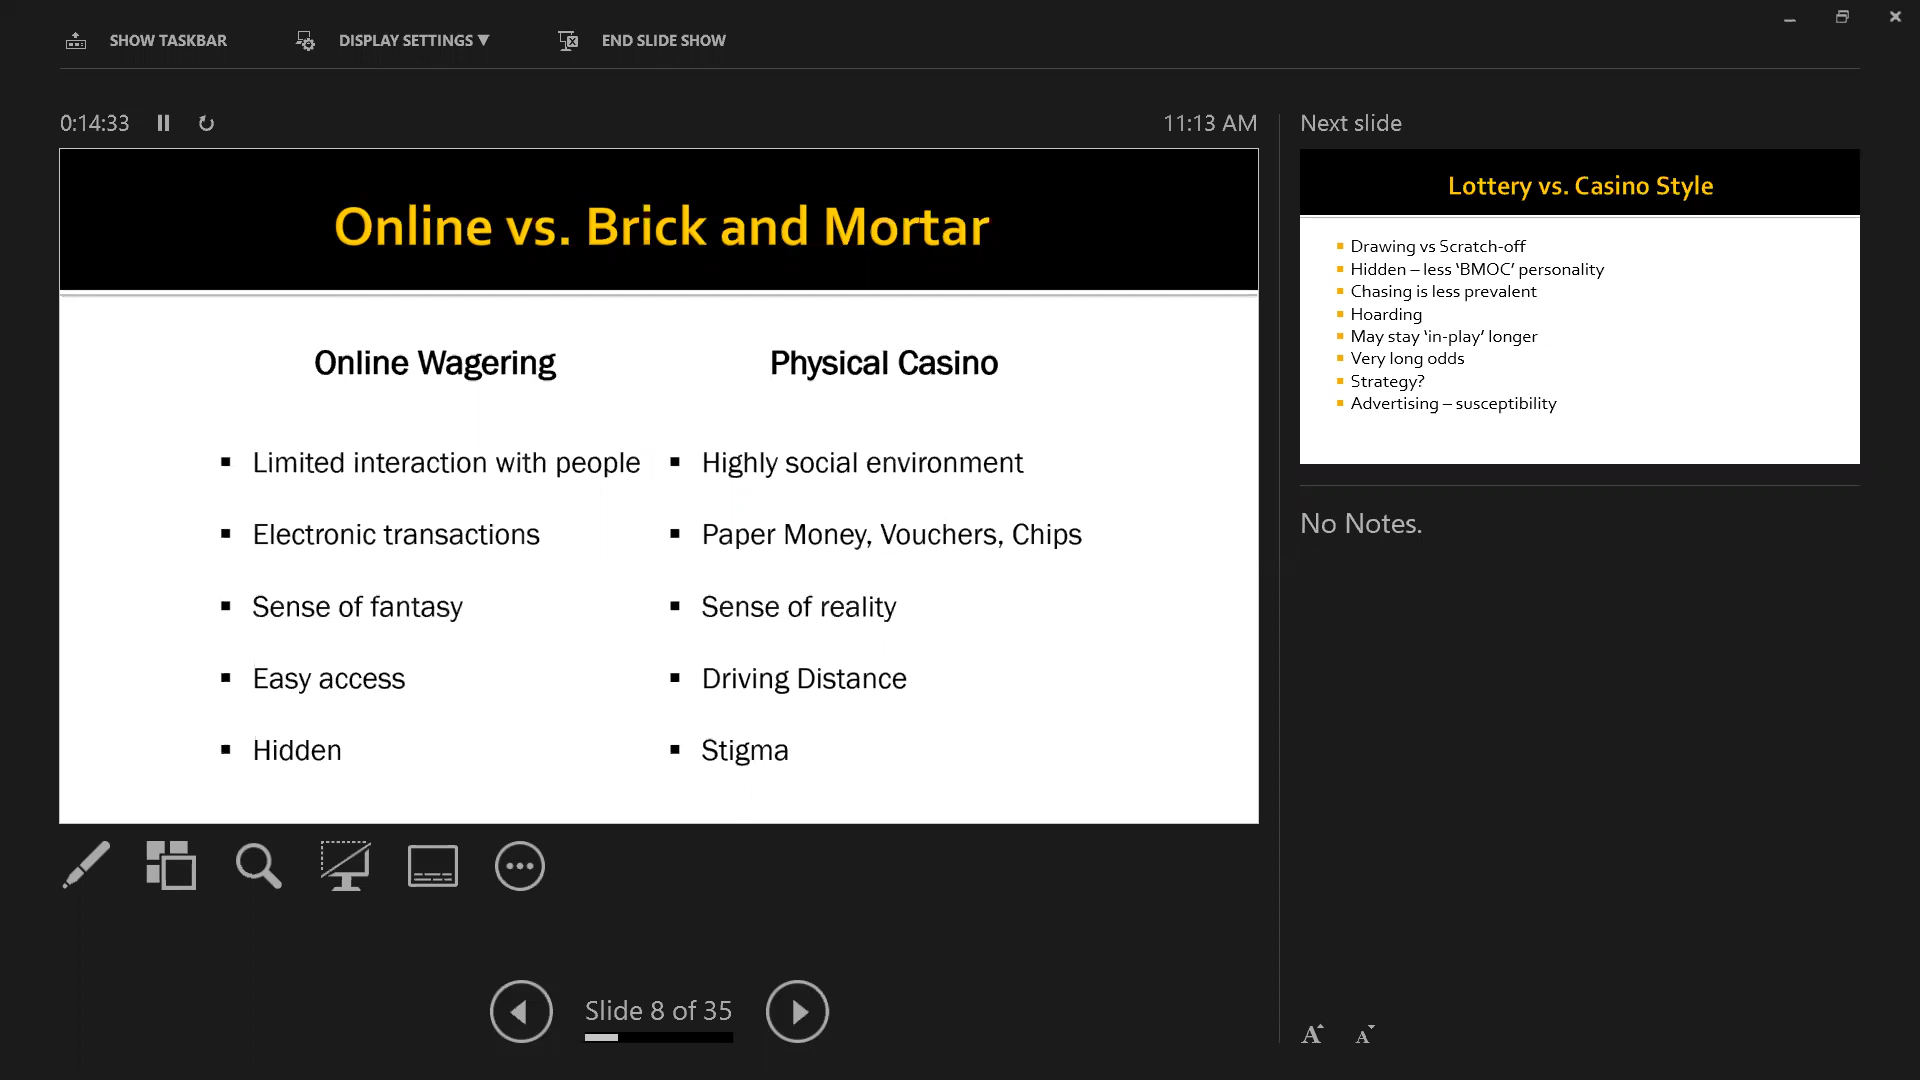 SHOW TASKBAR
DISPLAY SETTINGS ▼
END SLIDE SHOW
0:14:33
11:13 AM
Online vs. Brick and Mortar
Online Wagering
▪ Limited interaction with people
▪ Electronic transactions
▪ Sense of fantasy
▪ Easy access
▪ Hidden
Physical Casino
▪ Highly social environment
▪ Paper Money, Vouchers, Chips
▪ Sense of reality
▪ Driving Distance
▪ Stigma
Slide 8 of 35
Next slide
Lottery vs. Casino Style
▪ Drawing vs Scratch-off
▪ Hidden – less ‘BMOC’ personality
▪ Chasing is less prevalent
▪ Hoarding
▪ May stay ‘in-play’ longer
▪ Very long odds
▪ Strategy?
▪ Advertising – susceptibility
No Notes.
A A